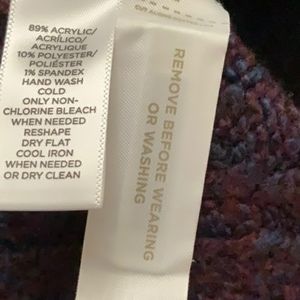 89% ACRYLIC/
ACRÍLICO/
ACRYLIQUE
10% POLYESTER/
POLIÉSTER
1% SPANDEX
HAND WASH
COLD
ONLY NON-
CHLORINE BLEACH
WHEN NEEDED
RESHAPE
DRY FLAT
COOL IRON
WHEN NEEDED
OR DRY CLEAN
REMOVE BEFORE WEARING
OR WASHING